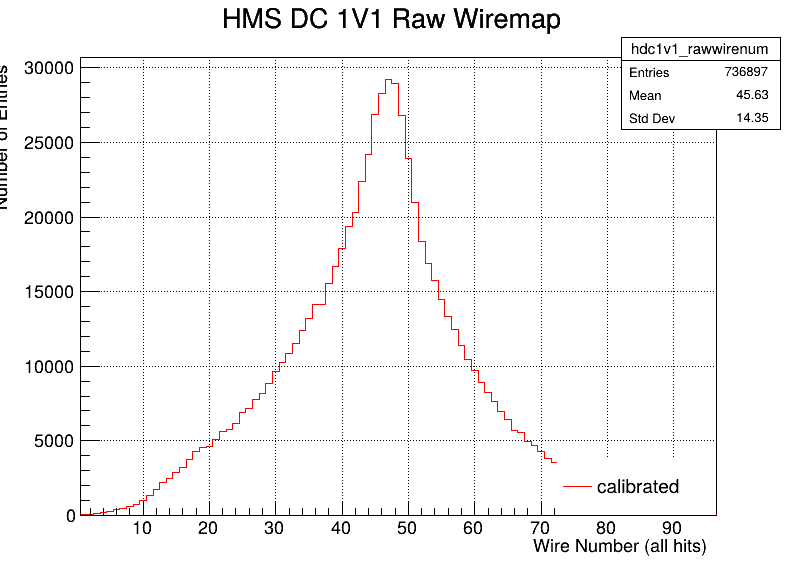 HMS DC 1V1 Raw Wiremap
hdc1v1_rawwirenum
Entries 736897
Mean 45.63
Std Dev 14.35
Number of Entries
30000
25000
20000
15000
10000
5000
0
10 20 30 40 50 60 70 80 90
Wire Number (all hits)
calibrated